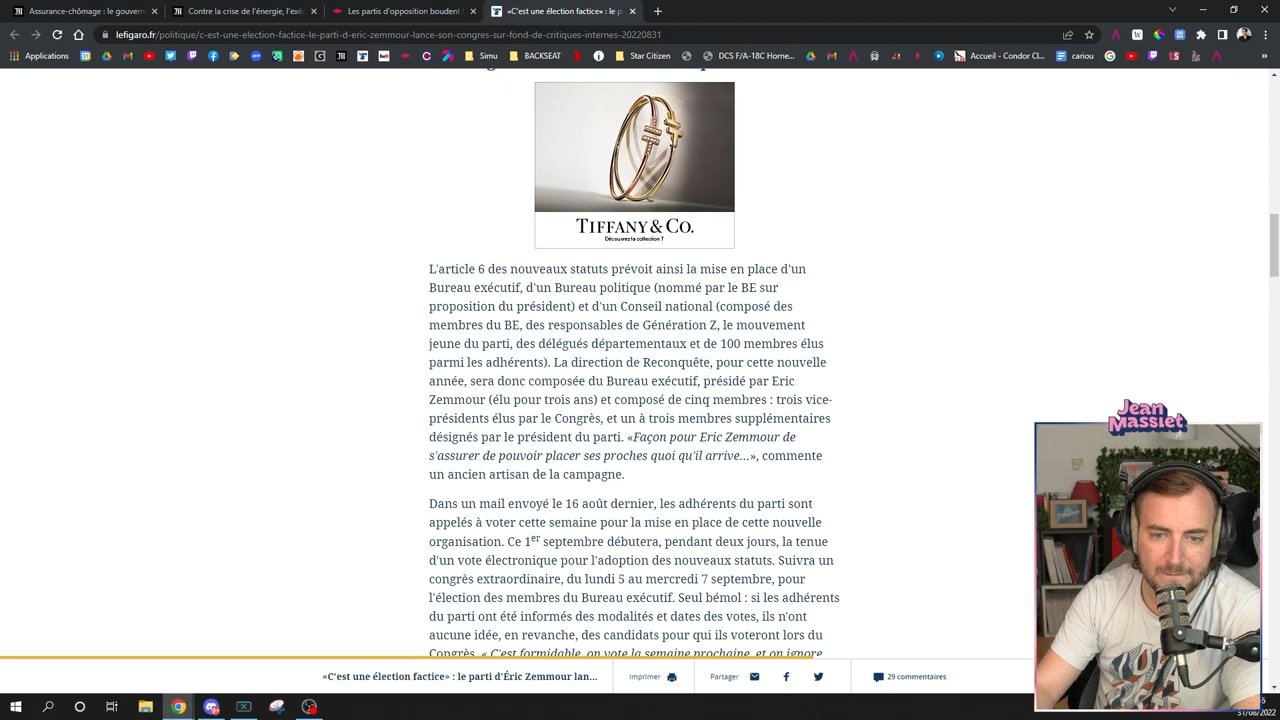 Assurance-chômage : le gouvern
Contre la crise de l'énergie, l'exéc
Les parties d'opposition boudent l
«C'est une élection factice» : le p
lefigaro.fr/politique/c-est-une-election-factice-le-parti-d-eric-zemmour-lance-son-congres-sur-fond-de-critiques-internes-20220831
Applications
Simu
BACKSEAT
Star Citizen
DCS F/A-18C Horne...
Accueil - Condor Cl...
cariou
TIFFANY & CO.
Découvrez la collection T
L'article 6 des nouveaux statuts prévoit ainsi la mise en place d'un
Bureau exécutif, d'un Bureau politique (nommé par le BE sur
proposition du président) et d'un Conseil national (composé des
membres du BE, des responsables de Génération Z, le mouvement
jeune du parti, des délégués départementaux et de 100 membres élus
parmi les adhérents). La direction de Reconquête, pour cette nouvelle
année, sera donc composée du Bureau exécutif, présidé par Eric
Zemmour (élu pour trois ans) et composé de cinq membres : trois vice-
présidents élus par le Congrès, et un à trois membres supplémentaires
désignés par le président du parti. «Façon pour Eric Zemmour de
s'assurer de pouvoir placer ses proches quoi qu'il arrive...», commente
un ancien artisan de la campagne.
Dans un mail envoyé le 16 août dernier, les adhérents du parti sont
appelés à voter cette semaine pour la mise en place de cette nouvelle
organisation. Ce 1er septembre débutera, pendant deux jours, la tenue
d'un vote électronique pour l'adoption des nouveaux statuts. Suivra un
congrès extraordinaire, du lundi 5 au mercredi 7 septembre, pour
l'élection des membres du Bureau exécutif. Seul bémol : si les adhérents
du parti ont été informés des modalités et dates des votes, ils n'ont
aucune idée, en revanche, des candidats pour qui ils voteront lors du
Congrès. « C'est formidable, on vote la semaine prochaine, et on ignore
Jean
Massiet
«C'est une élection factice» : le parti d'Éric Zemmour lan...
Imprimer
Partager
29 commentaires
31/08/2022